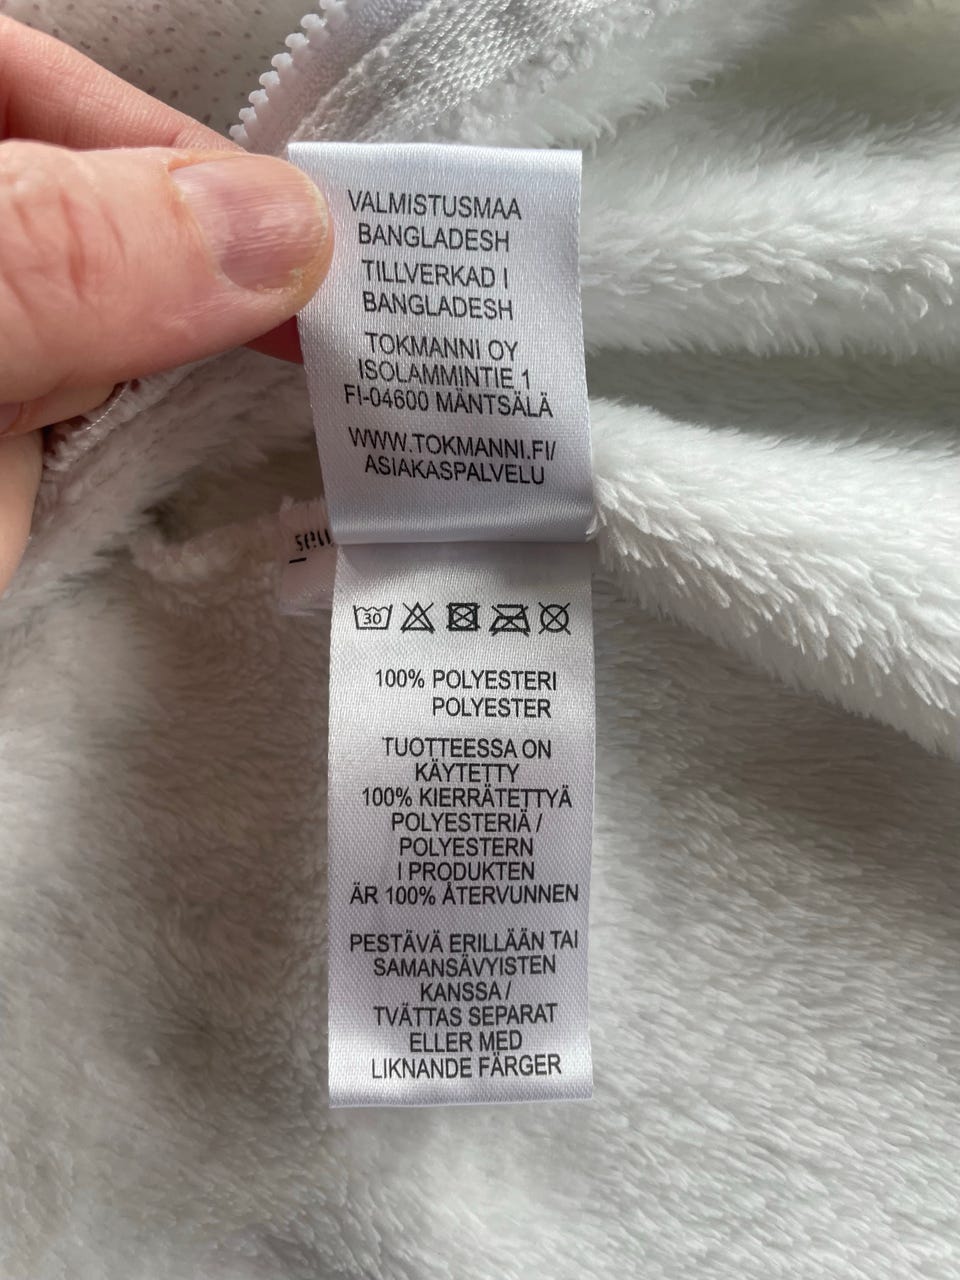 VALMISTUSMAA
BANGLADESH
TILLVERKAD I
BANGLADESH
TOKMANNI OY
ISOLAMMINTIE 1
FI-04600 MÄNTSÄLÄ
WWW.TOKMANNI.FI/
ASIAKASPALVELU
30
100% POLYESTERI
POLYESTER
TUOTTEESSA ON
KÄYTETTY
100% KIERRÄTETTYÄ
POLYESTERIÄ /
POLYESTERN
I PRODUKTEN
ÄR 100% ÅTERVUNNEN
PESTÄVÄ ERILLÄÄN TAI
SAMANSÄVYISTEN
KANSSA /
TVÄTTAS SEPARAT
ELLER MED
LIKNANDE FÄRGER